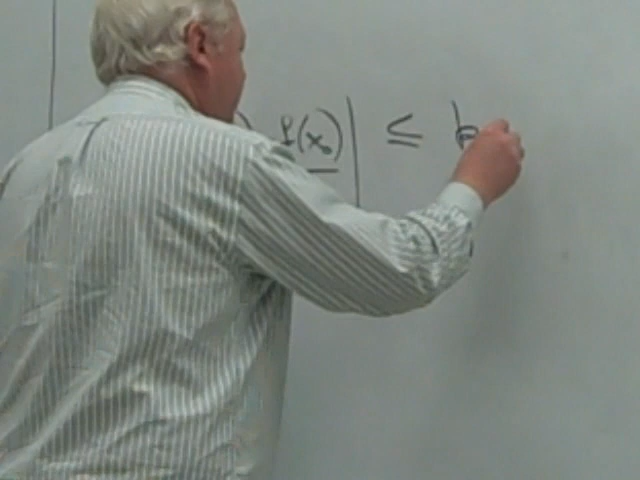 ) f(x₀)| ≤ b